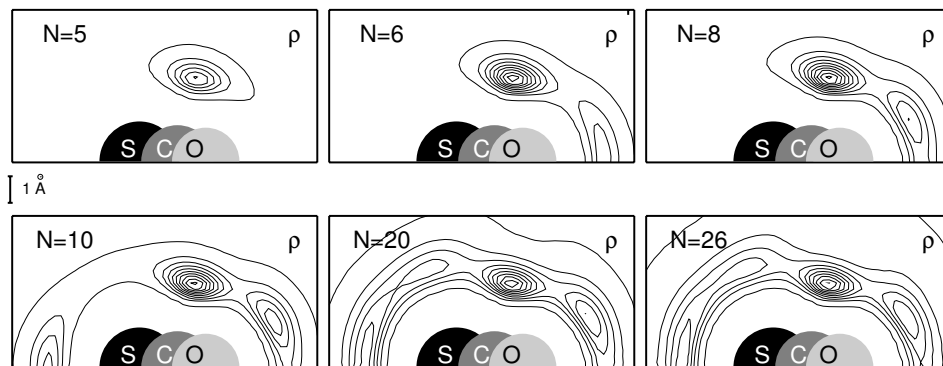 N=5 ρ N=6 ρ N=8 ρ
S C O S C O S C O
1 Å
N=10 ρ N=20 ρ N=26 ρ
S C O S C O S C O